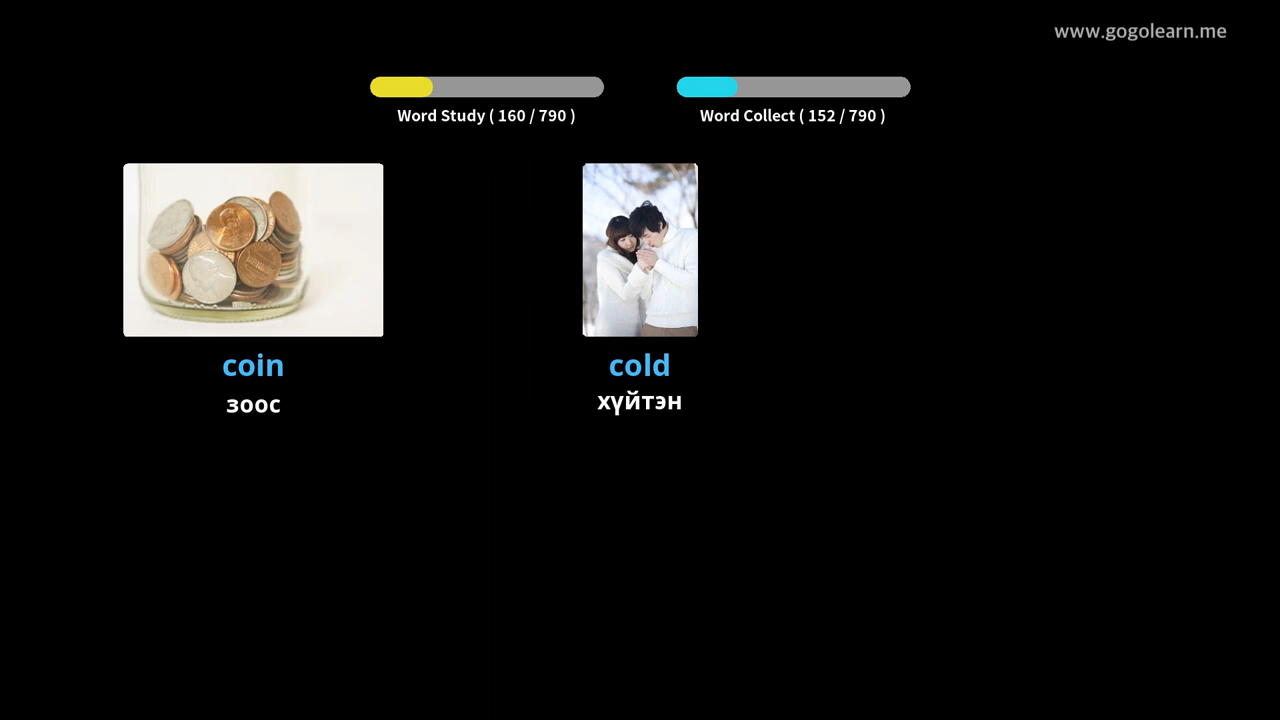 www.gogolearn.me
Word Study ( 160 / 790 )
Word Collect ( 152 / 790 )
coin
зоос
cold
хүйтэн